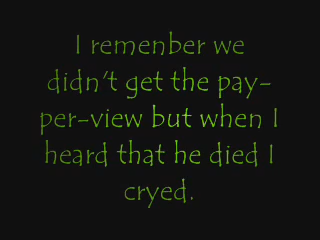 I remenber we
didn't get the pay-
per-view but when I
heard that he died I
cryed.